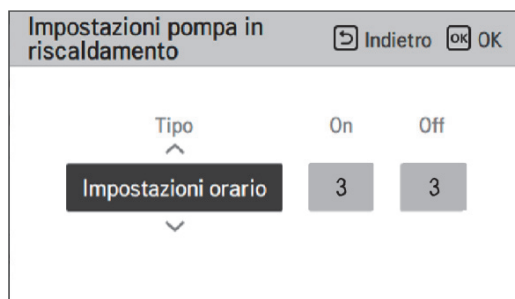 Impostazioni pompa in
riscaldamento
Indietro OK OK
Tipo On Off
Impostazioni orario 3 3